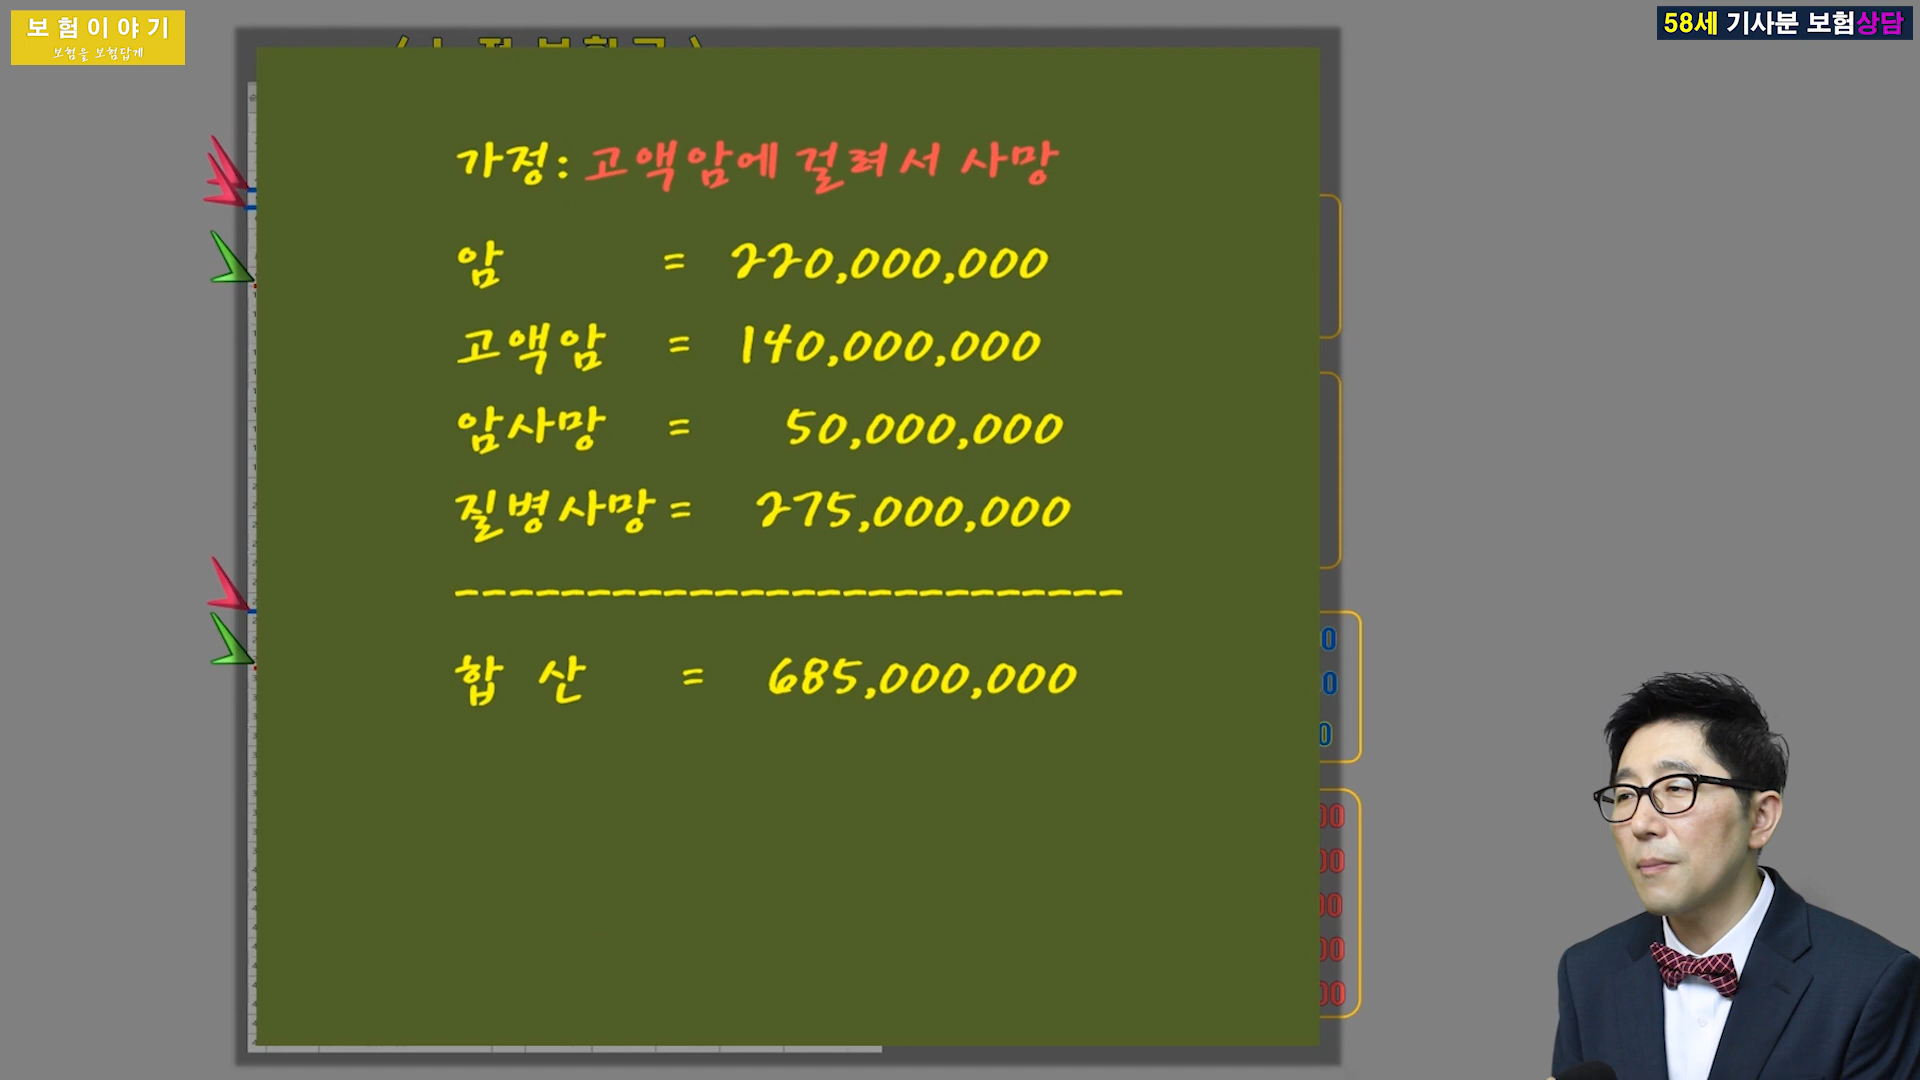 보험이야기
보험을 보험답게
58세 기사분 보험상담
가정: 고액암에 걸려서 사망
암 = 220,000,000
고액암 = 140,000,000
암사망 = 50,000,000
질병사망 = 275,000,000
--------------------------
합 산 = 685,000,000